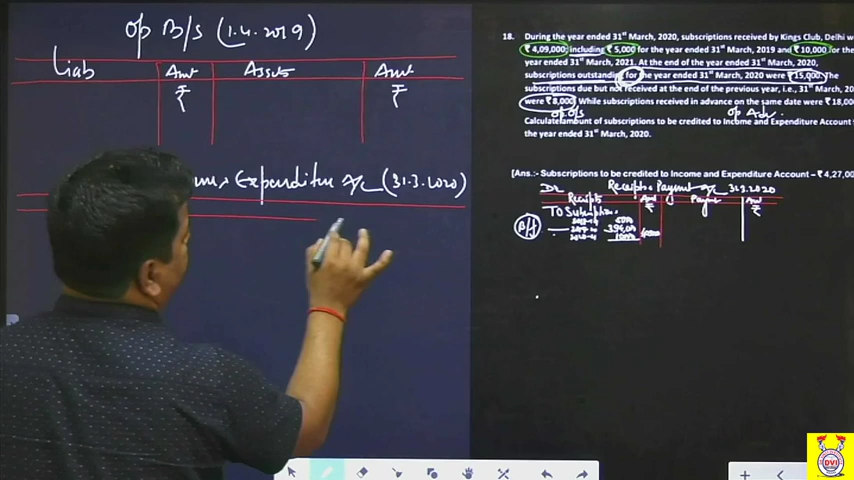 Op B/s (1.4.2019)
Liab Amt Assets Amt
₹ ₹
Expenditure A/c (31.3.2020)
18. During the year ended 31st March, 2020, subscriptions received by Kings Club, Delhi w
₹ 4,09,000 including ₹ 5,000 for the year ended 31st March, 2019 and ₹ 10,000 for the
year ended 31st March, 2021. At the end of the year ended 31st March, 2020,
subscriptions outstanding for the year ended 31st March, 2020 were ₹ 15,000. The
subscriptions due but not received at the end of the previous year, i.e., 31st March, 20
were ₹ 8,000. While subscriptions received in advance on the same date were ₹ 18,000
Op O/s Op Adv.
Calculate amount of subscriptions to be credited to Income and Expenditure Account
the year ended 31st March, 2020.
[Ans.:- Subscriptions to be credited to Income and Expenditure Account – ₹ 4,27,00
Dr Receipt & Payment A/c 31.3.2020
Receipts Amt Payment Amt
To Subscription ₹ ₹
5000
B/f 394,000
DVI